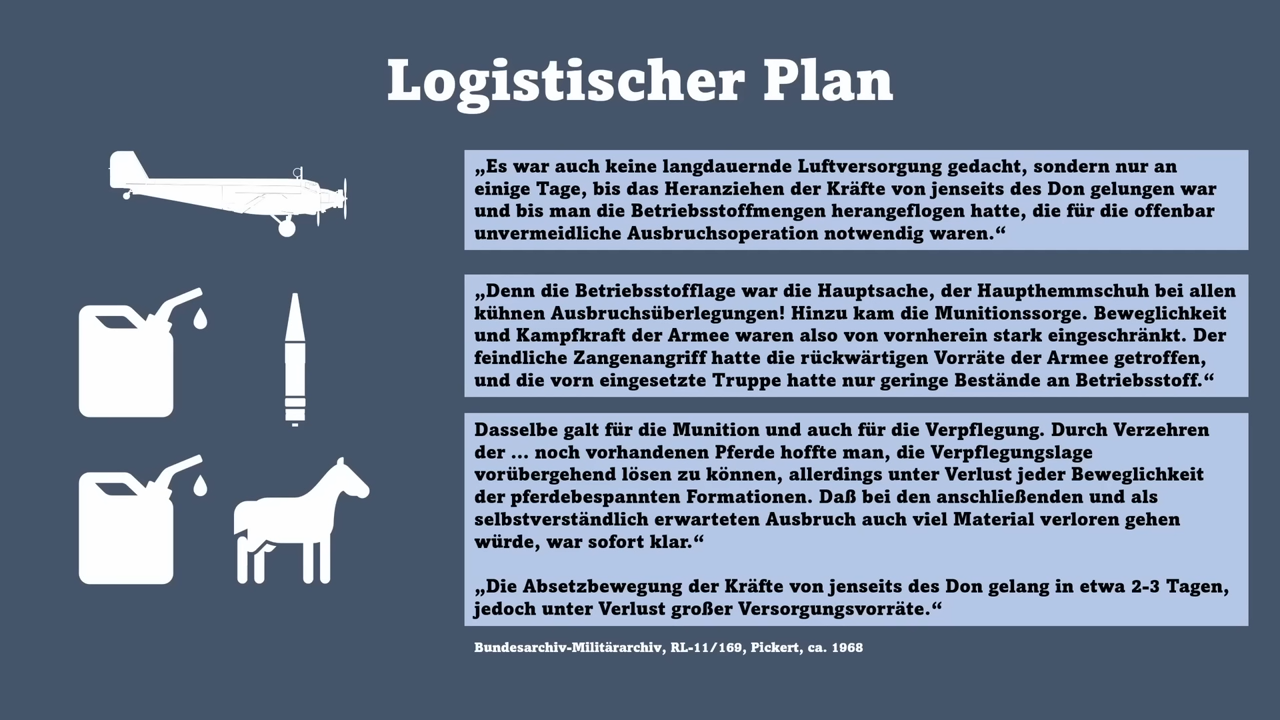 Logistischer Plan
„Es war auch keine langdauernde Luftversorgung gedacht, sondern nur an
einige Tage, bis das Heranziehen der Kräfte von jenseits des Don gelungen war
und bis man die Betriebsstoffmengen herangeflogen hatte, die für die offenbar
unvermeidliche Ausbruchsoperation notwendig waren.“
„Denn die Betriebsstofflage war die Hauptsache, der Haupthemmschuh bei allen
kühnen Ausbruchsüberlegungen! Hinzu kam die Munitionssorge. Beweglichkeit
und Kampfkraft der Armee waren also von vornherein stark eingeschränkt. Der
feindliche Zangenangriff hatte die rückwärtigen Vorräte der Armee getroffen,
und die vorn eingesetzte Truppe hatte nur geringe Bestände an Betriebsstoff.“
Dasselbe galt für die Munition und auch für die Verpflegung. Durch Verzehren
der ... noch vorhandenen Pferde hoffte man, die Verpflegungslage
vorübergehend lösen zu können, allerdings unter Verlust jeder Beweglichkeit
der pferdebespannten Formationen. Daß bei den anschließenden und als
selbstverständlich erwarteten Ausbruch auch viel Material verloren gehen
würde, war sofort klar.“
„Die Absetzbewegung der Kräfte von jenseits des Don gelang in etwa 2-3 Tagen,
jedoch unter Verlust großer Versorgungsvorräte.“
Bundesarchiv-Militärarchiv, RL-11/169, Pickert, ca. 1968